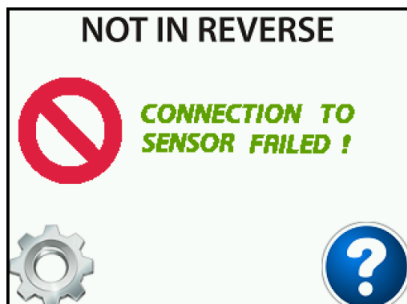 NOT IN REVERSE
CONNECTION TO
SENSOR FAILED !
?